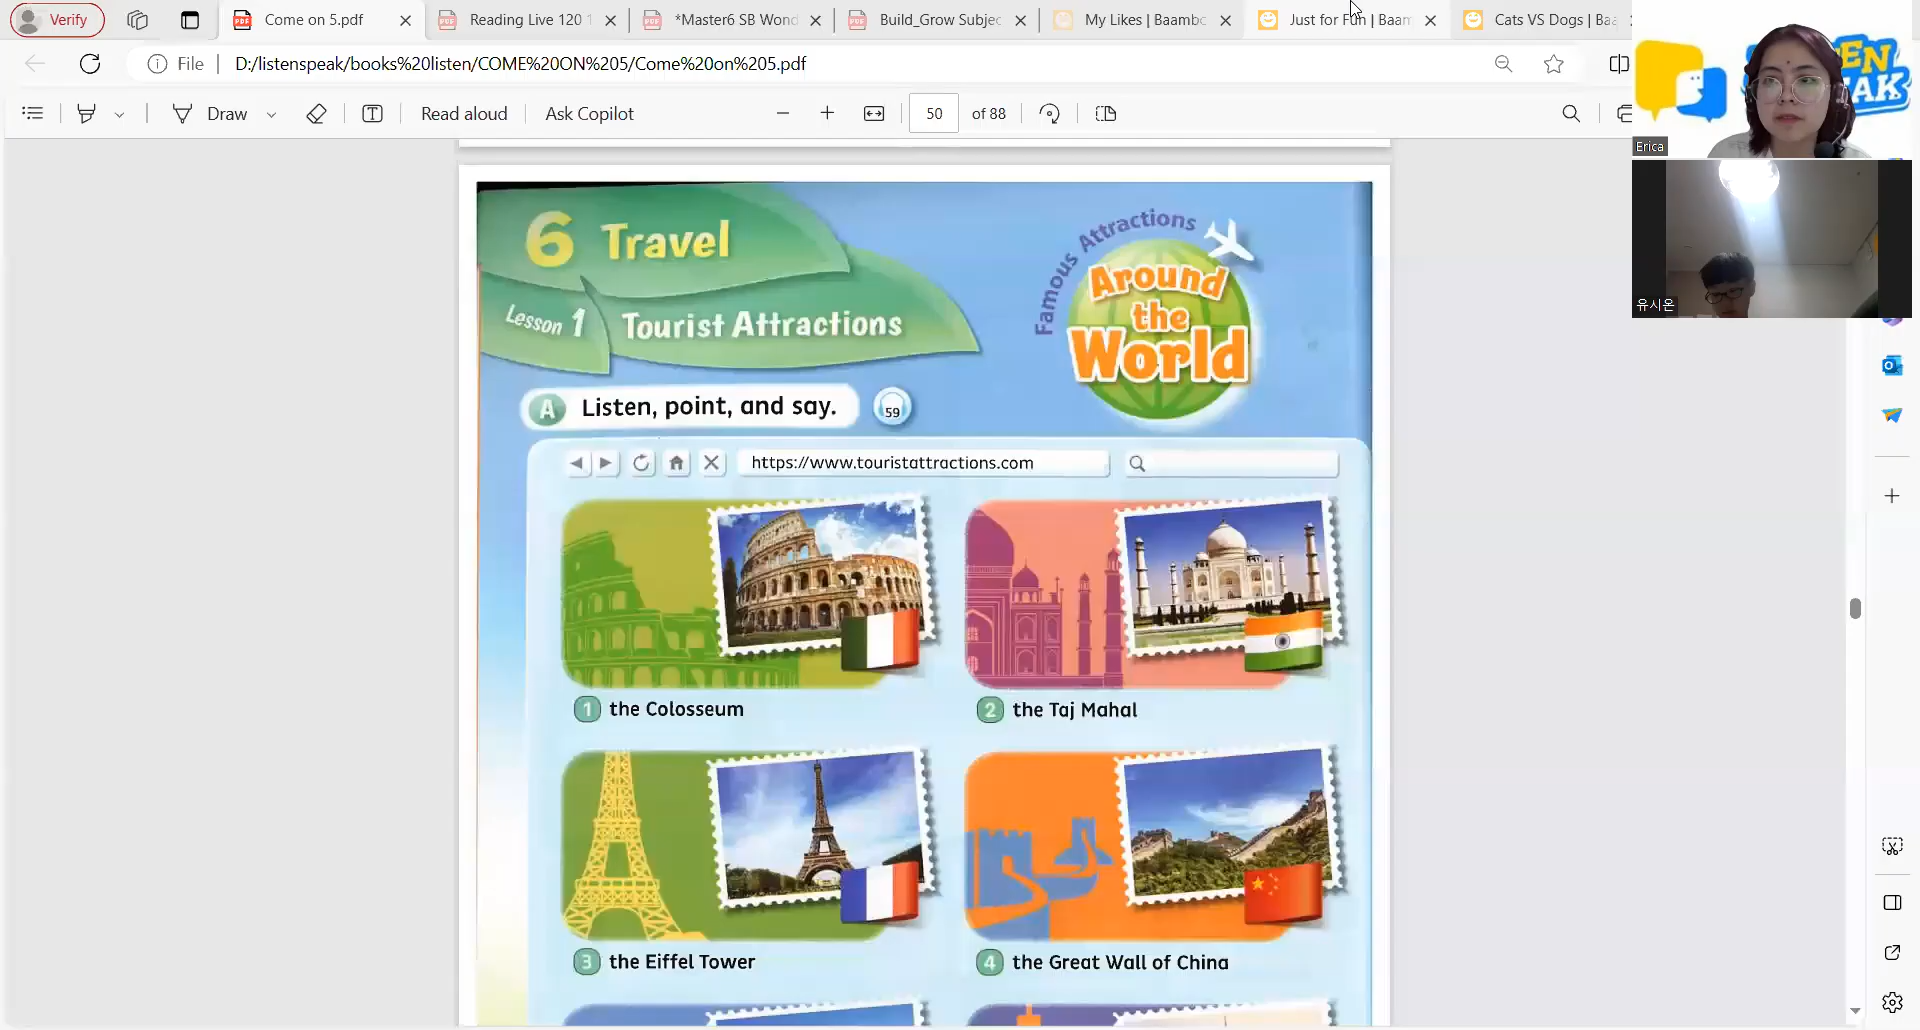 Verify
Come on 5.pdf
Reading Live 120 1
*Master6 SB Wond
Build_Grow Subjec
My Likes | Baambo
Just for Fun | Baam
Cats VS Dogs | Baa
File
D:/listenspeak/books%20listen/COME%20ON%205/Come%20on%205.pdf
Draw
Read aloud
Ask Copilot
50
of 88
Erica
유시온
6 Travel
Lesson 1 Tourist Attractions
Famous Attractions
Around
the
World
A Listen, point, and say. 59
https://www.touristattractions.com
1 the Colosseum
2 the Taj Mahal
3 the Eiffel Tower
4 the Great Wall of China